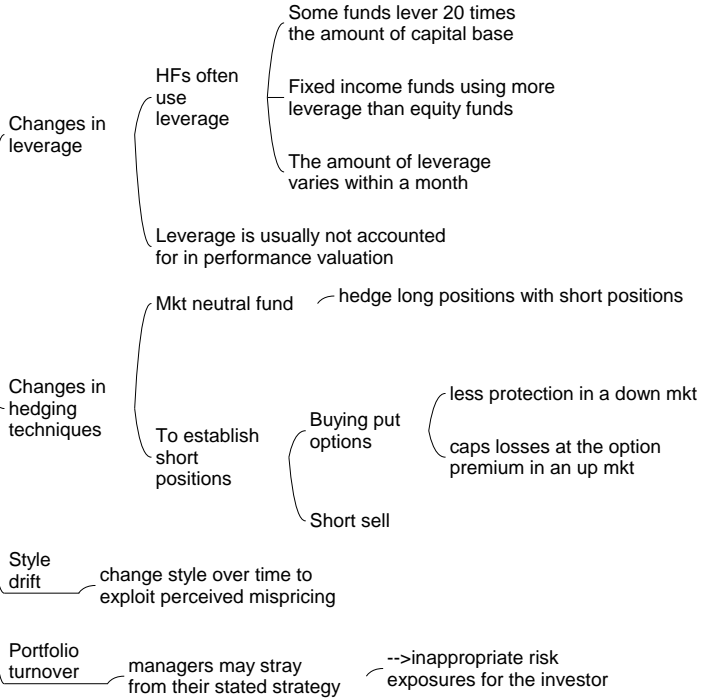 Changes in
leverage
HFs often
use
leverage
Some funds lever 20 times
the amount of capital base
Fixed income funds using more
leverage than equity funds
The amount of leverage
varies within a month
Leverage is usually not accounted
for in performance valuation
Changes in
hedging
techniques
Mkt neutral fund
hedge long positions with short positions
To establish
short
positions
Buying put
options
less protection in a down mkt
caps losses at the option
premium in an up mkt
Short sell
Style
drift
change style over time to
exploit perceived mispricing
Portfolio
turnover
managers may stray
from their stated strategy
-->inappropriate risk
exposures for the investor